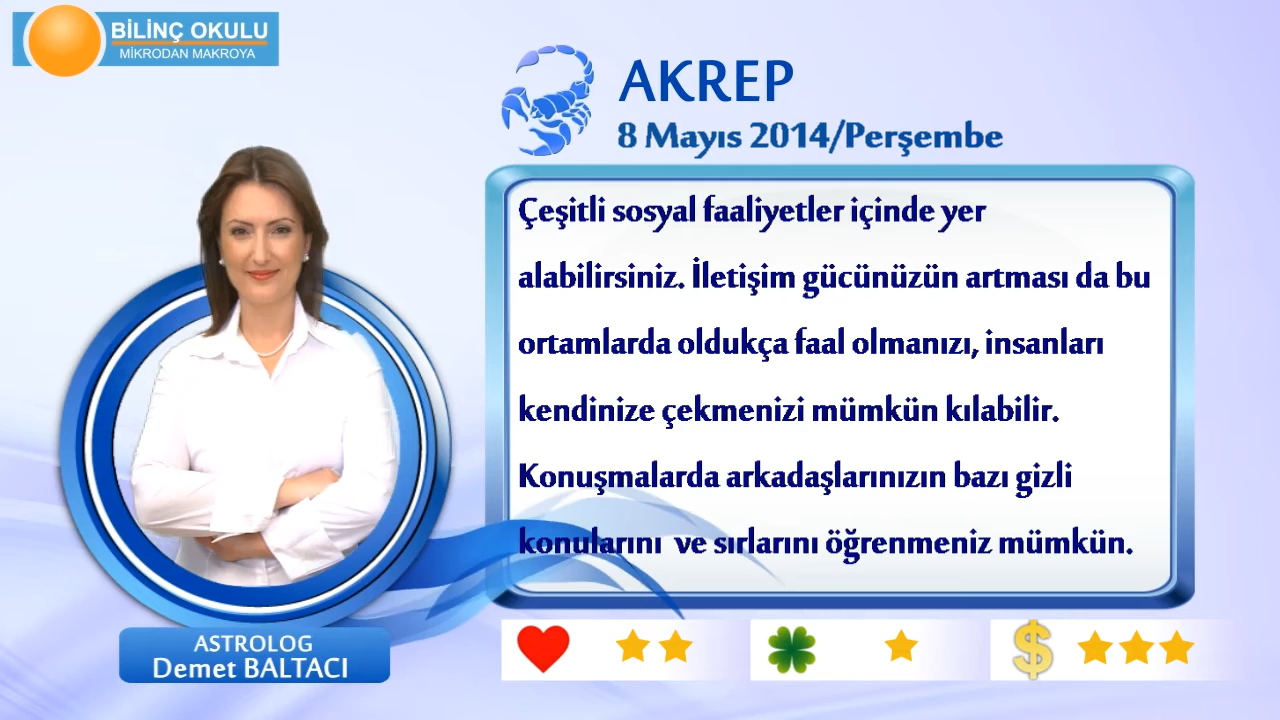 BİLİNÇ OKULU
MİKRODAN MAKROYA
AKREP
8 Mayıs 2014/Perşembe
Çeşitli sosyal faaliyetler içinde yer
alabilirsiniz. İletişim gücünüzün artması da bu
ortamlarda oldukça faal olmanızı, insanları
kendinize çekmenizi mümkün kılabilir.
Konuşmalarda arkadaşlarınızın bazı gizli
konularını ve sırlarını öğrenmeniz mümkün.
ASTROLOG
Demet BALTACI
$